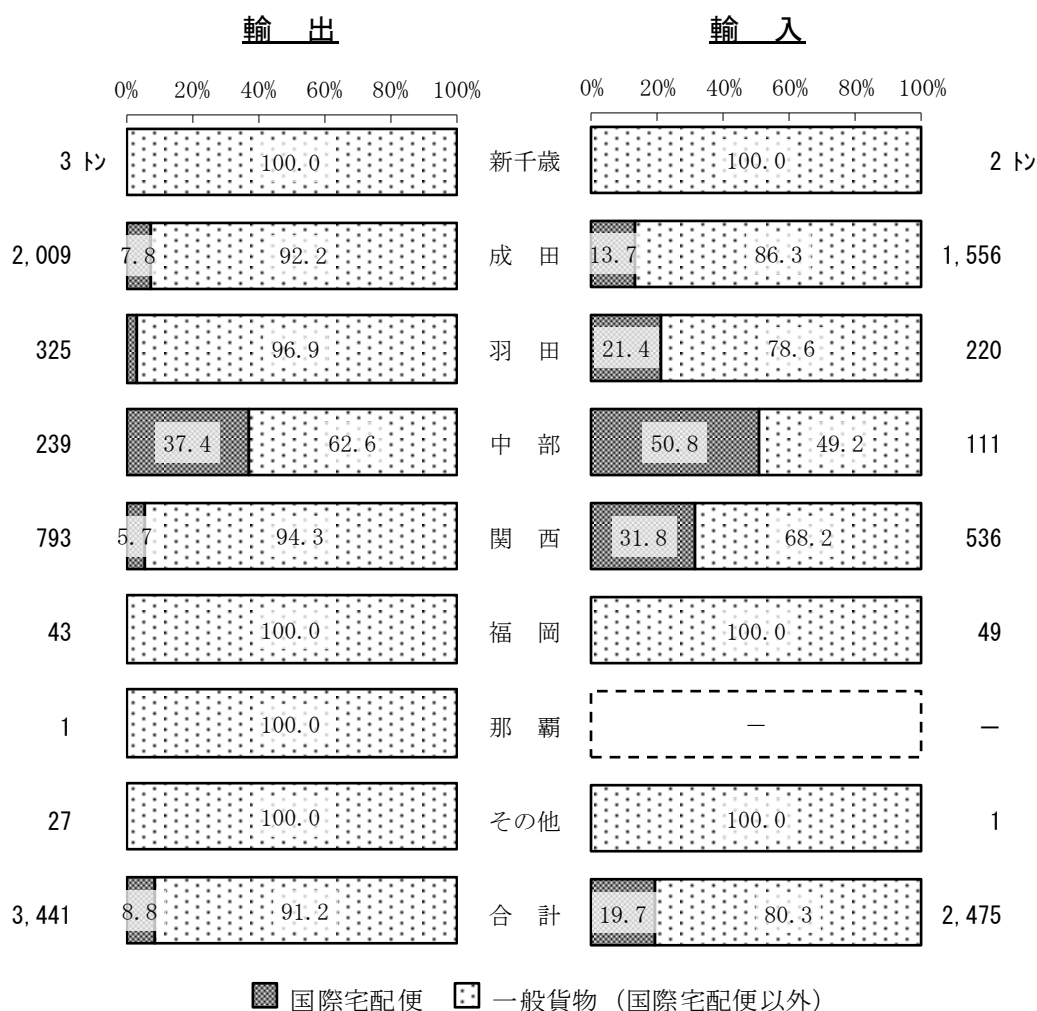 輸 出 輸 入
0% 20% 40% 60% 80% 100% 0% 20% 40% 60% 80% 100%
3 トン 100.0 新千歳 100.0 2 トン
2,009 7.8 92.2 成 田 13.7 86.3 1,556
325 96.9 羽 田 21.4 78.6 220
239 37.4 62.6 中 部 50.8 49.2 111
793 5.7 94.3 関 西 31.8 68.2 536
43 100.0 福 岡 100.0 49
1 100.0 那 覇 － －
27 100.0 その他 100.0 1
3,441 8.8 91.2 合 計 19.7 80.3 2,475
国際宅配便 一般貨物（国際宅配便以外）